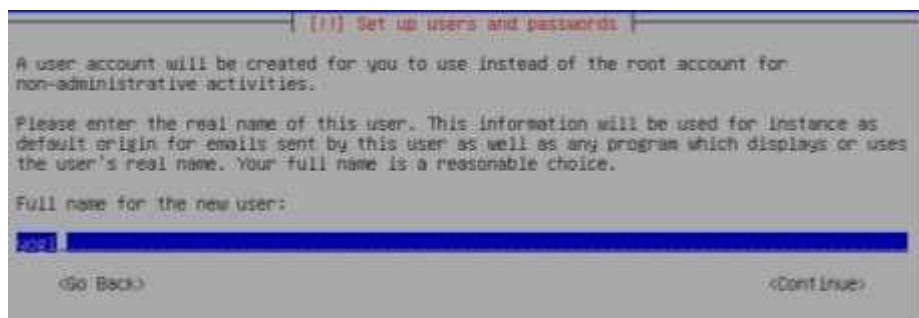 [!!] Set up users and passwords
A user account will be created for you to use instead of the root account for
non-administrative activities.
Please enter the real name of this user. This information will be used for instance as
default origin for emails sent by this user as well as any program which displays or uses
the user's real name. Your full name is a reasonable choice.
Full name for the new user:
yogi
<Go Back> <Continue>